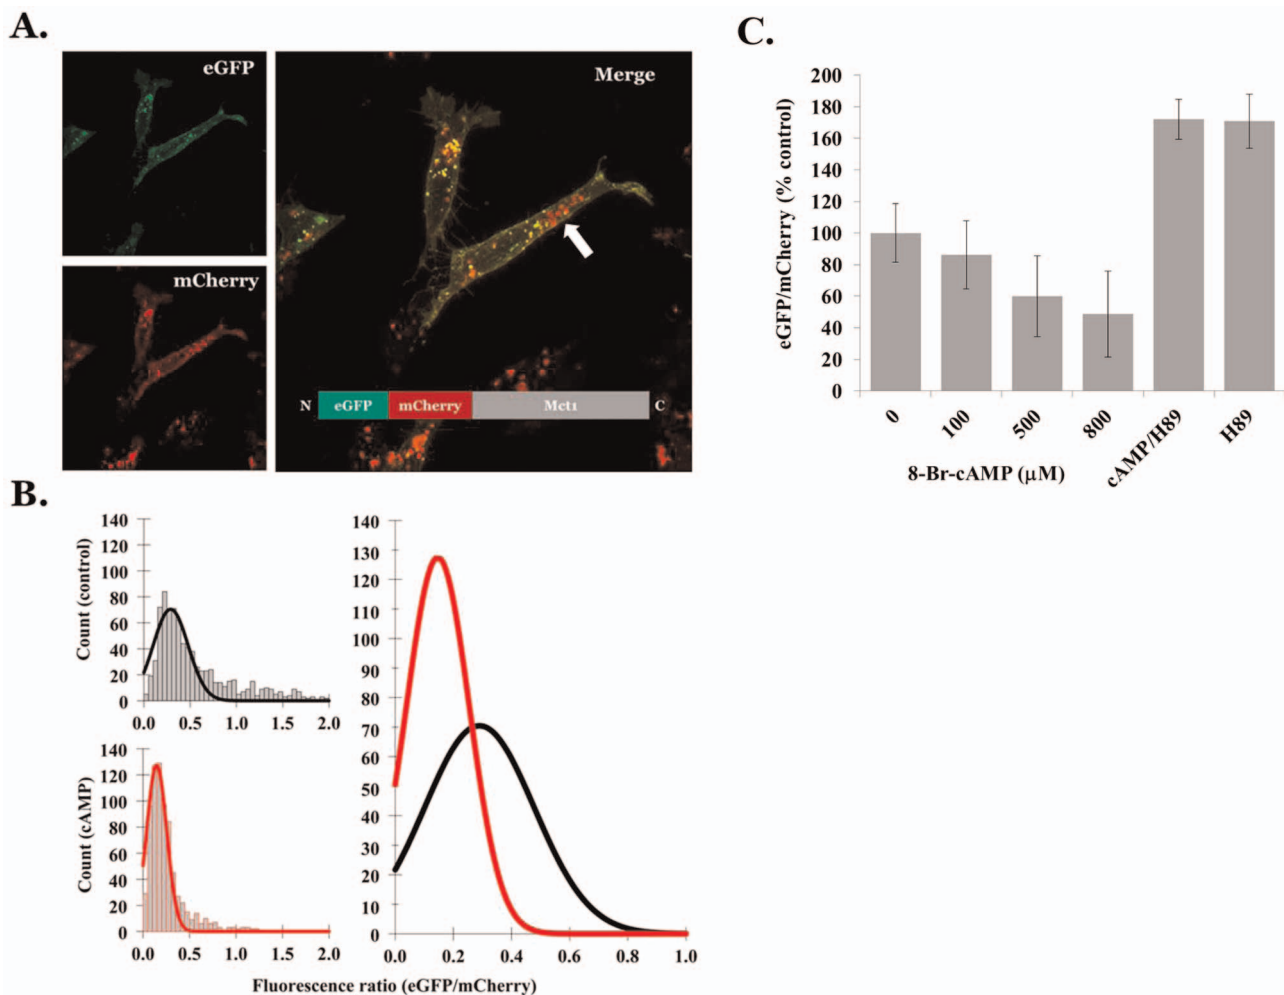 A.
eGFP
mCherry
Merge
N eGFP mCherry Mct1 C
B.
Count (control)
140
120
100
80
60
40
20
0
0.0 0.5 1.0 1.5 2.0
Count (cAMP)
140
120
100
80
60
40
20
0
0.0 0.5 1.0 1.5 2.0
140
130
120
110
100
90
80
70
60
50
40
30
20
10
0
0.0 0.2 0.4 0.6 0.8 1.0
Fluorescence ratio (eGFP/mCherry)
C.
eGFP/mCherry (% control)
200
180
160
140
120
100
80
60
40
20
0
0 100 500 800 cAMP/H89 H89
8-Br-cAMP (μM)